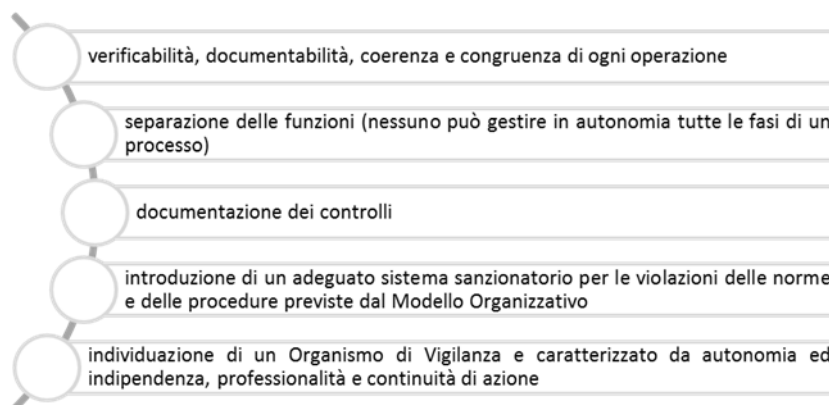 verificabilità, documentabilità, coerenza e congruenza di ogni operazione
separazione delle funzioni (nessuno può gestire in autonomia tutte le fasi di un
processo)
documentazione dei controlli
introduzione di un adeguato sistema sanzionatorio per le violazioni delle norme
e delle procedure previste dal Modello Organizzativo
individuazione di un Organismo di Vigilanza e caratterizzato da autonomia ed
indipendenza, professionalità e continuità di azione